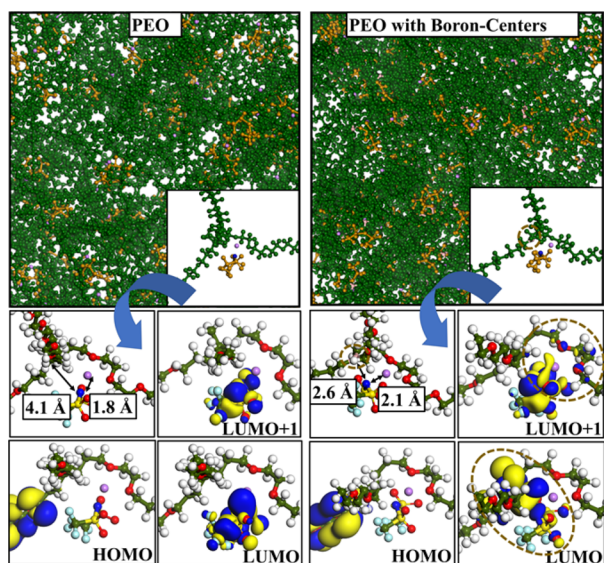 PEO
PEO with Boron-Centers
4.1 Å
1.8 Å
LUMO+1
2.6 Å
2.1 Å
LUMO+1
HOMO
LUMO
HOMO
LUMO